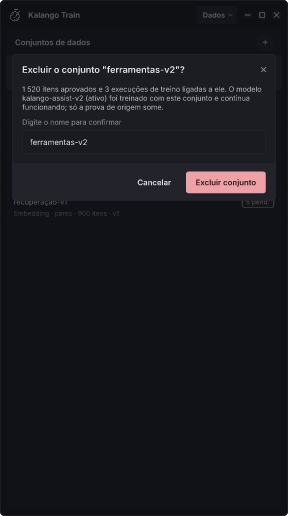 Kalango Train
Dados
Conjuntos de dados
Excluir o conjunto "ferramentas-v2"?
1 520 itens aprovados e 3 execuções de treino ligadas a ele. O modelo
kalango-assist-v2 (ativo) foi treinado com este conjunto e continua
funcionando; só a prova de origem some.
Digite o nome para confirmar
ferramentas-v2
Cancelar
Excluir conjunto
recuperação-v1
Embedding · pares · 900 itens · v1